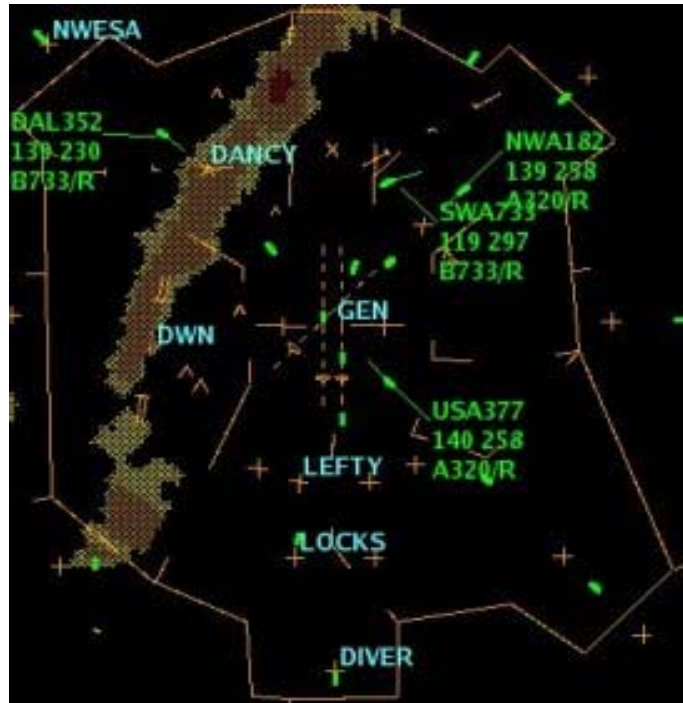 NWESA
DAL352
139-230
B733/R
DANCY
NWA182
139 258
A320/R
SWA733
119 297
B733/R
GEN
DWN
USA377
140 258
A320/R
LEFTY
LOCKS
DIVER